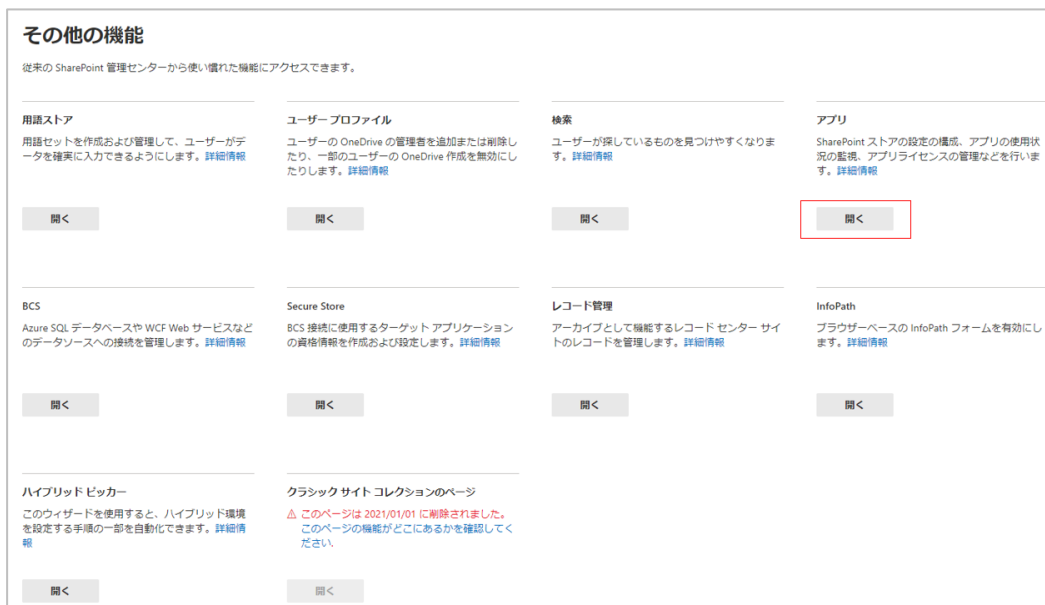 その他の機能
従来の SharePoint 管理センターから使い慣れた機能にアクセスできます。
用語ストア
用語セットを作成および管理して、ユーザーがデ
ータを確実に入力できるようにします。詳細情報
開く
ユーザー プロファイル
ユーザーの OneDrive の管理者を追加または削除し
たり、一部のユーザーの OneDrive 作成を無効にし
たりします。詳細情報
開く
検索
ユーザーが探しているものを見つけやすくなりま
す。詳細情報
開く
アプリ
SharePoint ストアの設定の構成、アプリの使用状
況の監視、アプリライセンスの管理などを行いま
す。詳細情報
開く
BCS
Azure SQL データベースや WCF Web サービスなど
のデータソースへの接続を管理します。詳細情報
開く
Secure Store
BCS 接続に使用するターゲット アプリケーション
の資格情報を作成および設定します。詳細情報
開く
レコード管理
アーカイブとして機能するレコード センター サイ
トのレコードを管理します。詳細情報
開く
InfoPath
ブラウザーベースの InfoPath フォームを有効にし
ます。詳細情報
開く
ハイブリッド ピッカー
このウィザードを使用すると、ハイブリッド環境
を設定する手順の一部を自動化できます。詳細情
報
開く
クラシック サイト コレクションのページ
このページは 2021/01/01 に削除されました。
このページの機能がどこにあるかを確認してく
ださい.
開く